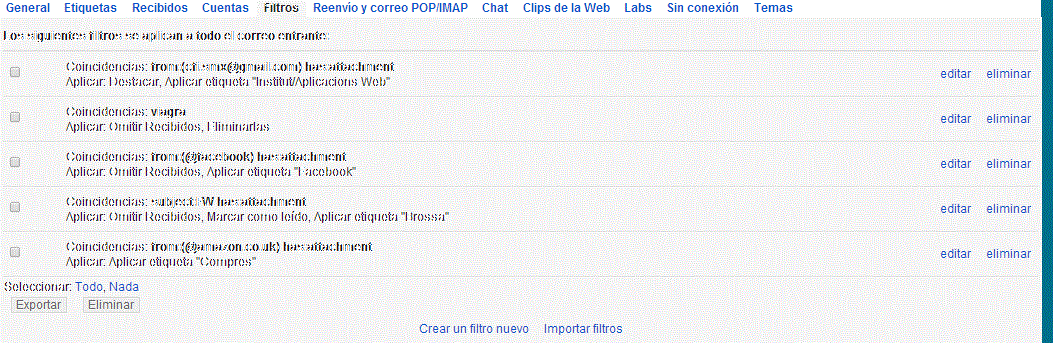 General Etiquetas Recibidos Cuentas Filtros Reenvío y correo POP/IMAP Chat Clips de la Web Labs Sin conexión Temas
Los siguientes filtros se aplican a todo el correo entrante:
Coincidencias: from:( @gmail.com) has:attachment
Aplicar: Destacar, Aplicar etiqueta "Institut/Aplicacions Web"
editar eliminar
Coincidencias: viagra
Aplicar: Omitir Recibidos, Eliminarlas
editar eliminar
Coincidencias: from:(@facebook) has:attachment
Aplicar: Omitir Recibidos, Aplicar etiqueta "Facebook"
editar eliminar
Coincidencias: has:attachment
Aplicar: Omitir Recibidos, Marcar como leído, Aplicar etiqueta "Brossa"
editar eliminar
Coincidencias: from:(@amazon.co.uk) has:attachment
Aplicar: Aplicar etiqueta "Compres"
editar eliminar
Seleccionar: Todo, Nada
Exportar Eliminar
Crear un filtro nuevo Importar filtros